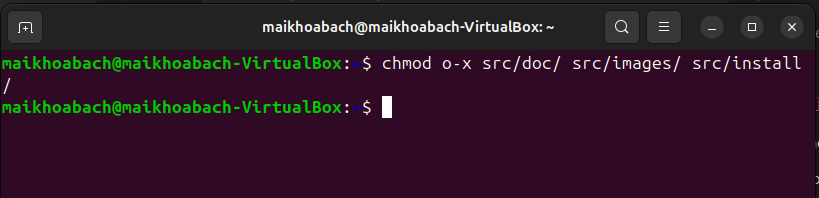 maikhoabach@maikhoabach-VirtualBox: ~
maikhoabach@maikhoabach-VirtualBox:~$ chmod o-x src/doc/ src/images/ src/install
/
maikhoabach@maikhoabach-VirtualBox:~$